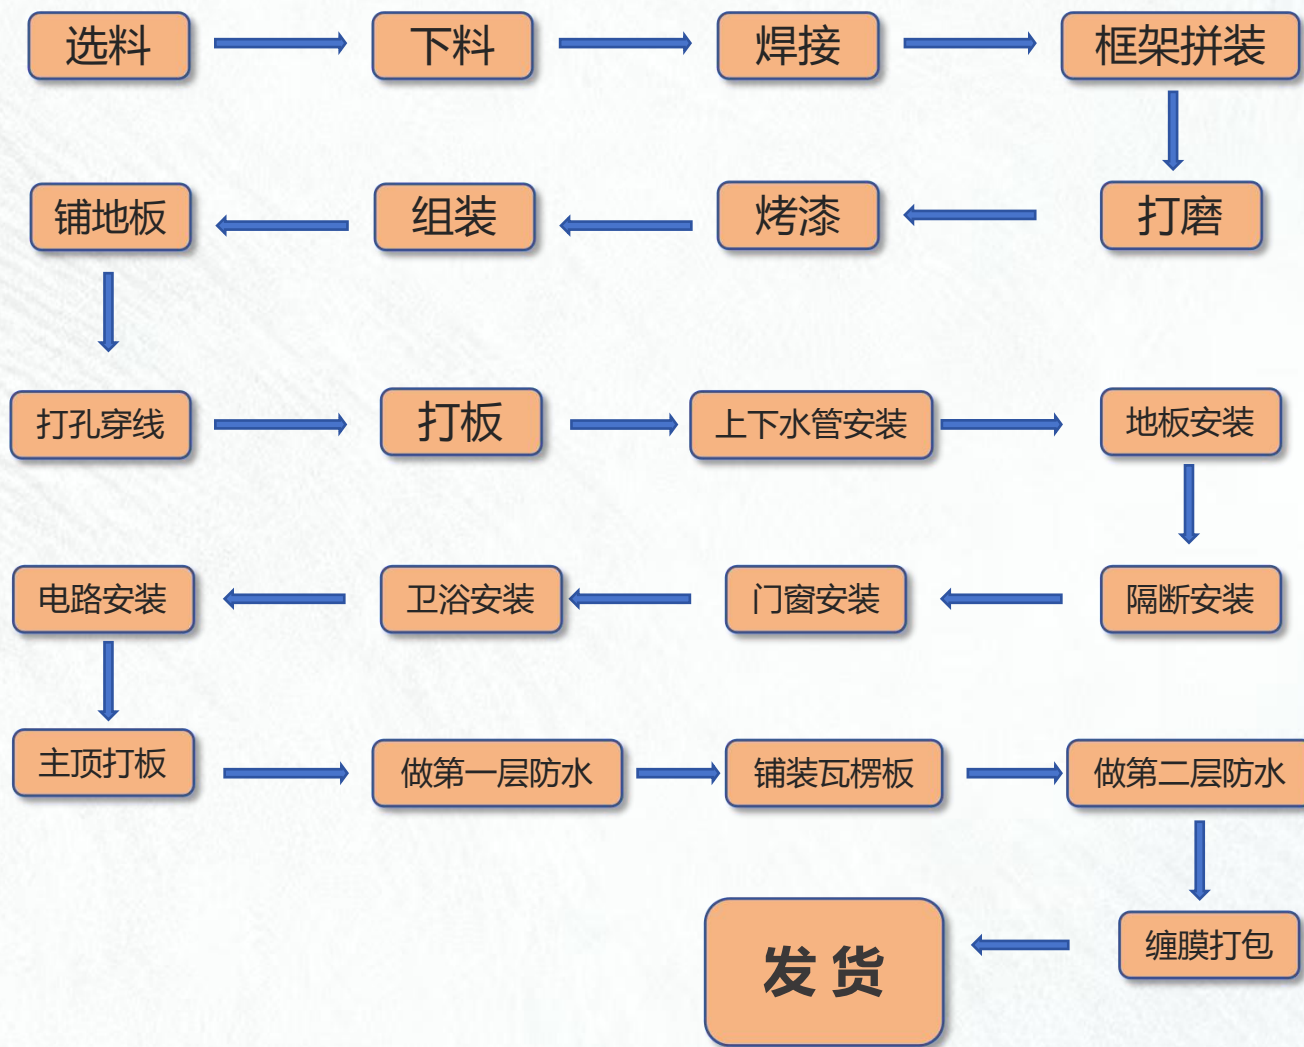 选料
下料
焊接
框架拼装
打磨
烤漆
组装
铺地板
打孔穿线
打板
上下水管安装
地板安装
隔断安装
门窗安装
卫浴安装
电路安装
主顶打板
做第一层防水
铺装瓦楞板
做第二层防水
缠膜打包
发货